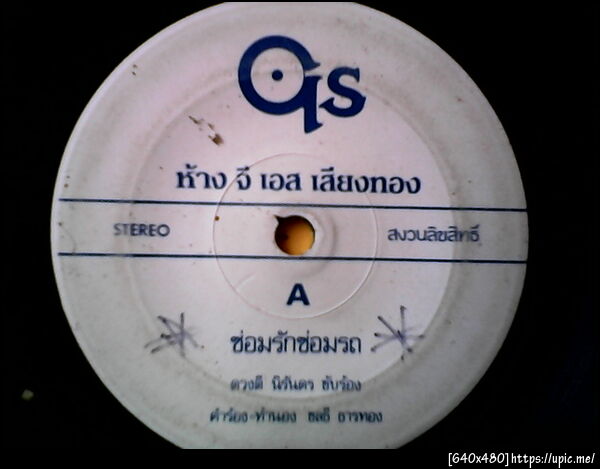 GS
ห้าง จี เอส เสียงทอง
STEREO
สงวนลิขสิทธิ์
A
ซ่อมรักซ่อมรถ
ดวงดี นิรันดร ขับร้อง
คำร้อง-ทำนอง ชลธี ธารทอง
[640x480]https://upic.me/